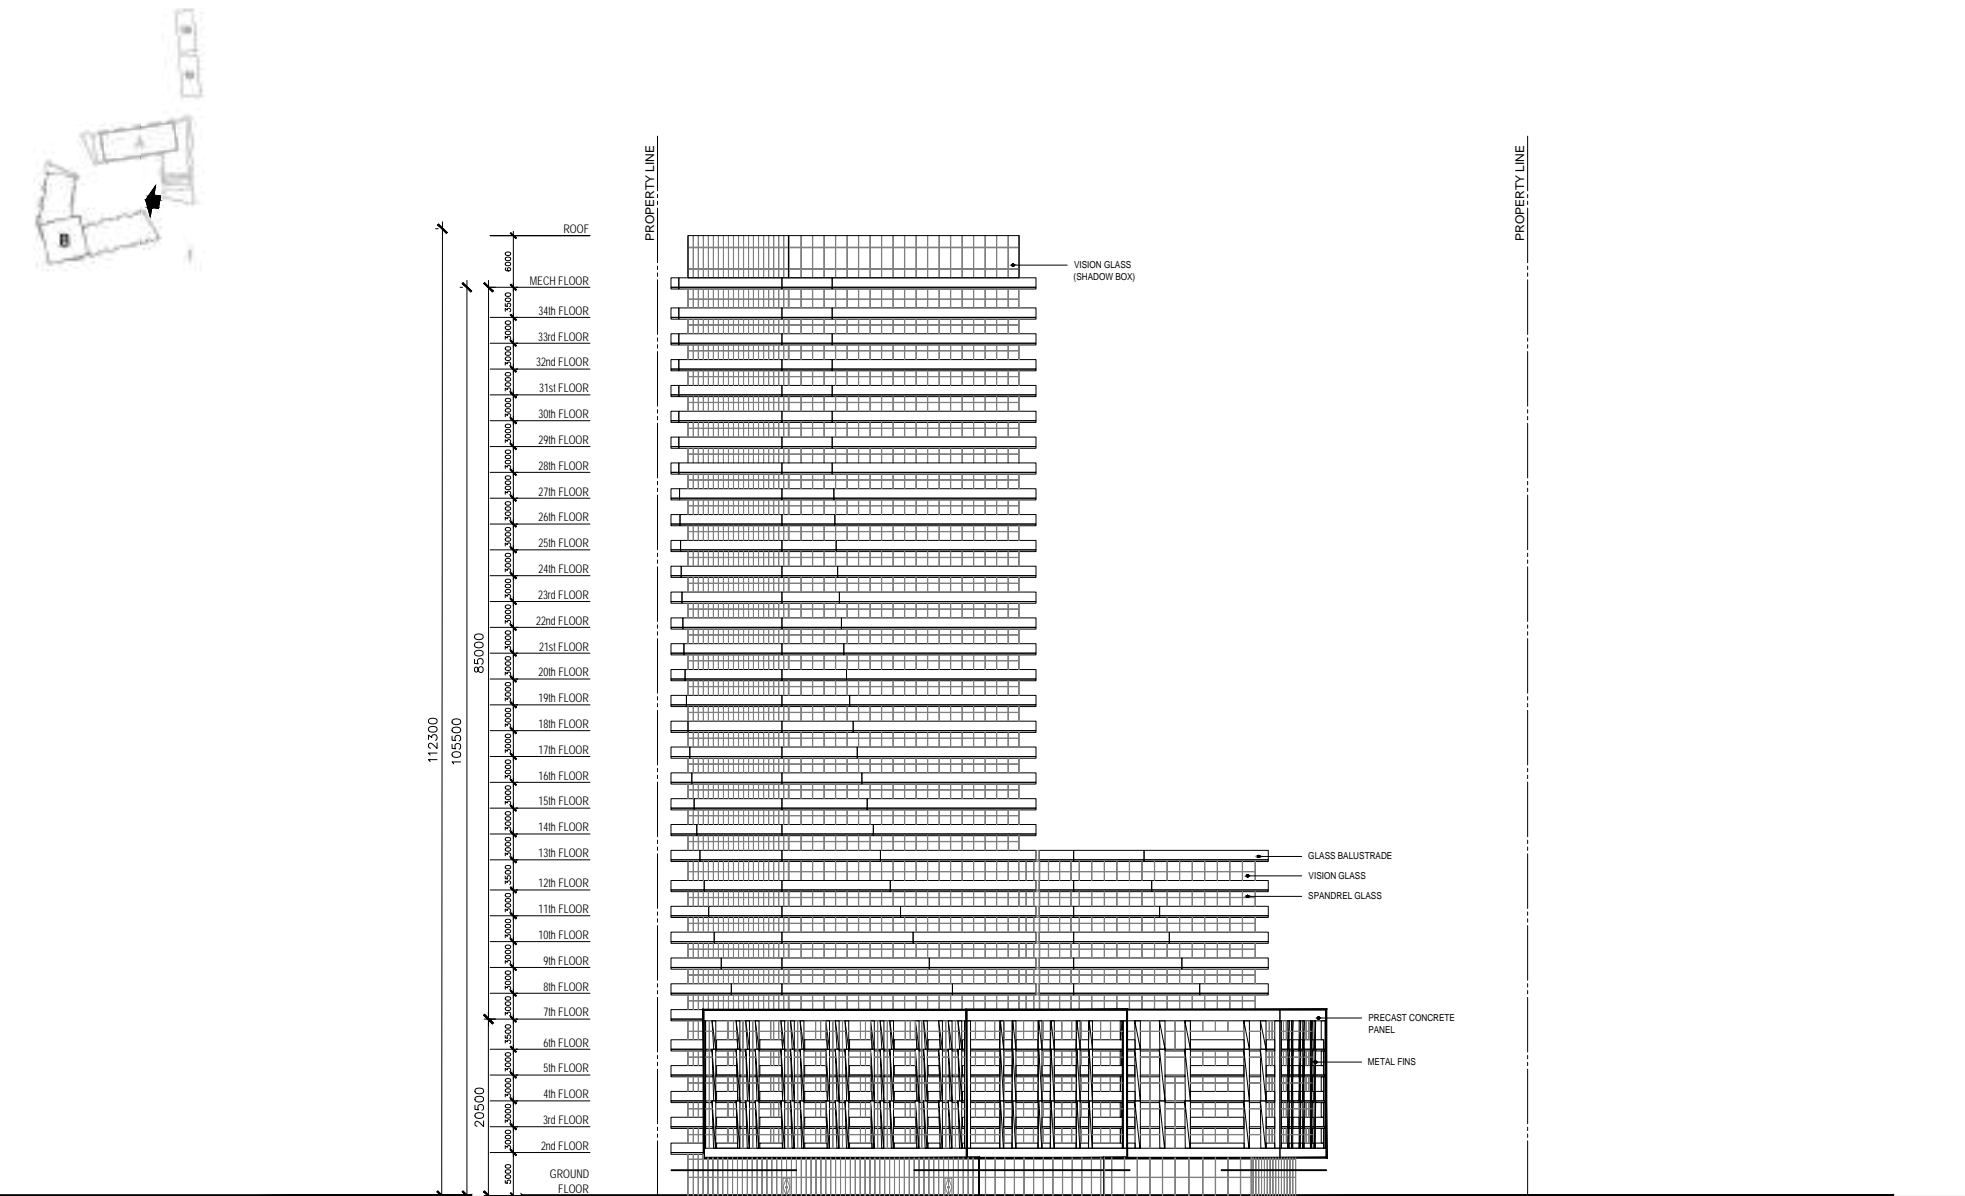 A
B
PROPERTY LINE
PROPERTY LINE
ROOF
6000
VISION GLASS
(SHADOW BOX)
MECH FLOOR
3500
34th FLOOR
3000
33rd FLOOR
3000
32nd FLOOR
3000
31st FLOOR
3000
30th FLOOR
3000
29th FLOOR
3000
28th FLOOR
3000
27th FLOOR
3000
26th FLOOR
3000
25th FLOOR
3000
24th FLOOR
3000
23rd FLOOR
3000
22nd FLOOR
3000
21st FLOOR
3000
85000
20th FLOOR
3000
19th FLOOR
3000
18th FLOOR
3000
112300
105500
17th FLOOR
3000
16th FLOOR
3000
15th FLOOR
3000
14th FLOOR
3000
13th FLOOR
GLASS BALUSTRADE
3500
VISION GLASS
12th FLOOR
3000
SPANDREL GLASS
11th FLOOR
3000
10th FLOOR
3000
9th FLOOR
3000
8th FLOOR
3000
7th FLOOR
PRECAST CONCRETE
PANEL
3500
6th FLOOR
3000
METAL FINS
5th FLOOR
3000
4th FLOOR
3000
20500
3rd FLOOR
3000
2nd FLOOR
5000
GROUND
FLOOR